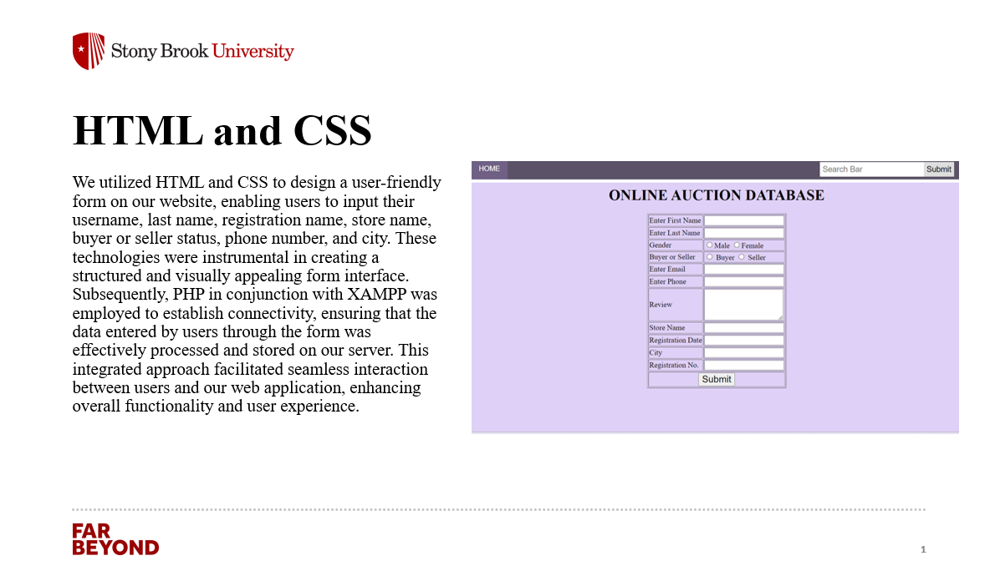 Stony Brook University
HTML and CSS
We utilized HTML and CSS to design a user-friendly
form on our website, enabling users to input their
username, last name, registration name, store name,
buyer or seller status, phone number, and city. These
technologies were instrumental in creating a
structured and visually appealing form interface.
Subsequently, PHP in conjunction with XAMPP was
employed to establish connectivity, ensuring that the
data entered by users through the form was
effectively processed and stored on our server. This
integrated approach facilitated seamless interaction
between users and our web application, enhancing
overall functionality and user experience.
HOME Search Bar Submit
ONLINE AUCTION DATABASE
Enter First Name
Enter Last Name
Gender Male Female
Buyer or Seller Buyer Seller
Enter Email
Enter Phone
Review
Store Name
Registration Date
City
Registration No.
Submit
FAR
BEYOND
1